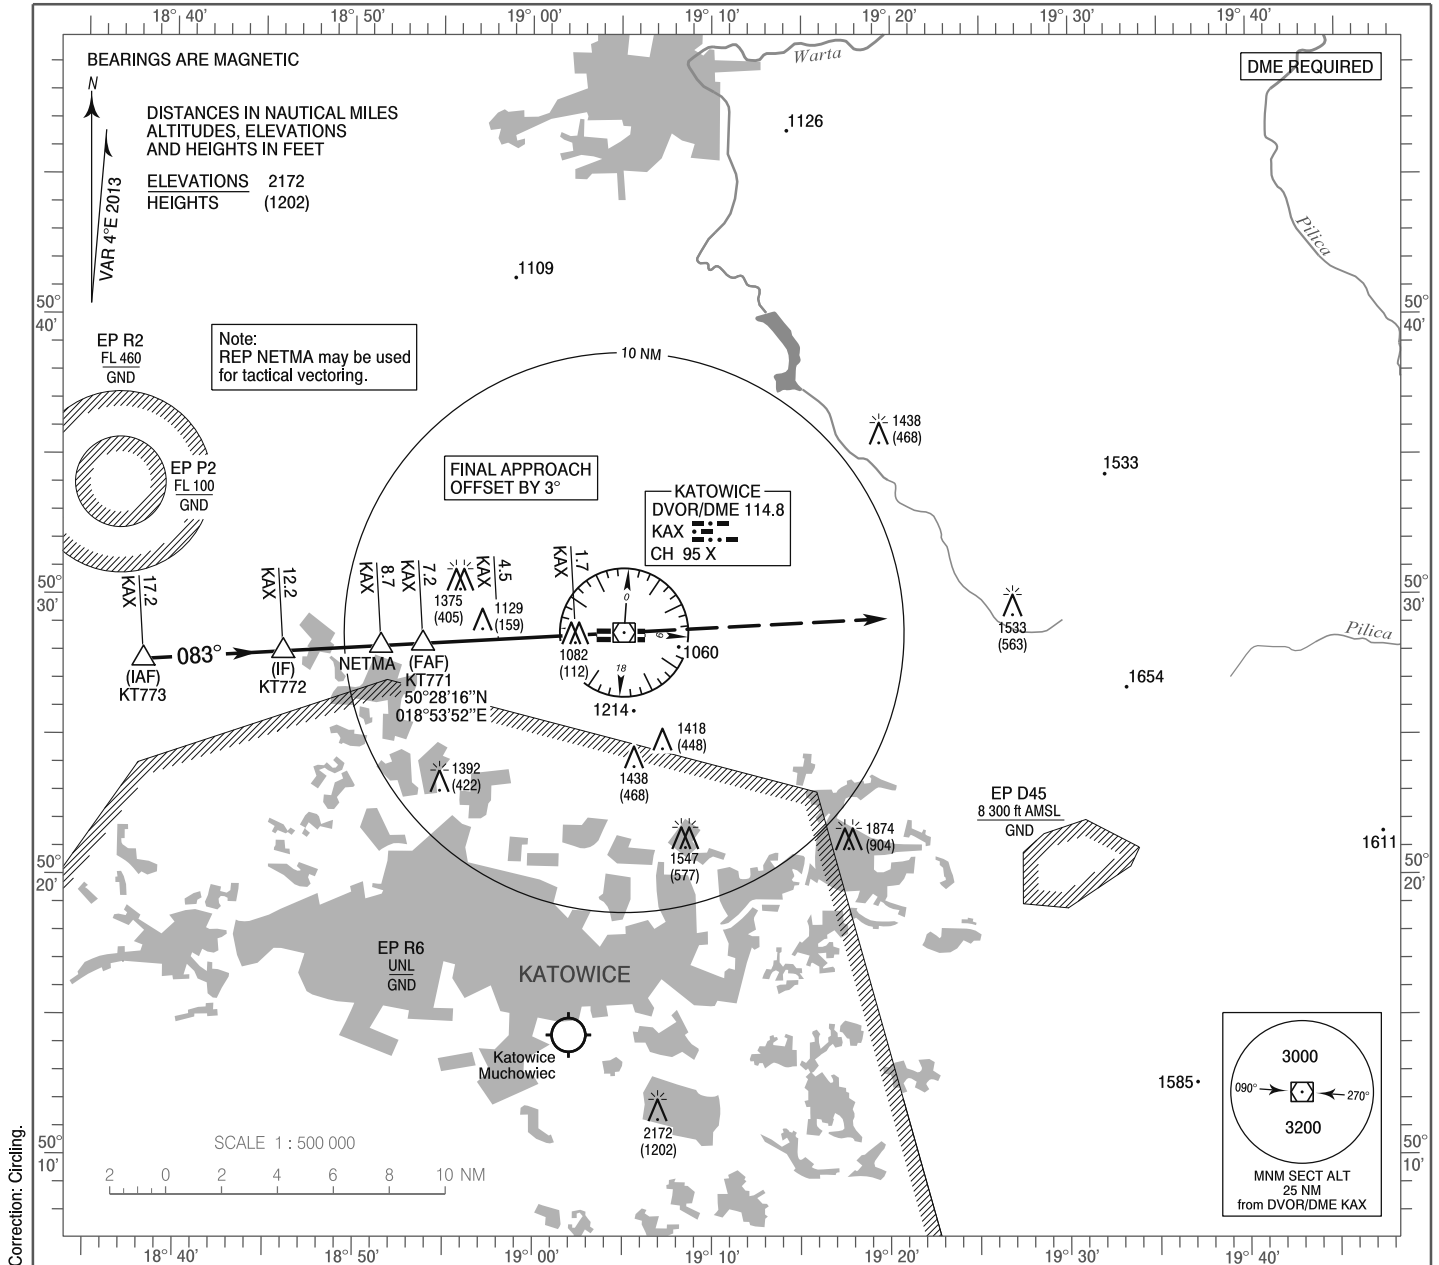 18° 40’ 18° 50’ 19° 00’ 19° 10’ 19° 20’ 19° 30’ 19° 40’
BEARINGS ARE MAGNETIC
N
VAR 4°E 2013
DISTANCES IN NAUTICAL MILES
ALTITUDES, ELEVATIONS
AND HEIGHTS IN FEET
ELEVATIONS 2172
HEIGHTS (1202)
Warta
DME REQUIRED
1126
Pilica
1109
50°
40’
50°
40’
EP R2
FL 460
GND
Note:
REP NETMA may be used
for tactical vectoring.
10 NM
1438
(468)
EP P2
FL 100
GND
FINAL APPROACH
OFFSET BY 3°
1533
KATOWICE
DVOR/DME 114.8
KAX
CH 95 X
50°
30’
50°
30’
17.2
KAX
12.2
KAX
8.7
KAX
7.2
KAX
1375
(405)
4.5
KAX
1129
(159)
1.7
KAX
0
9
18
1533
(563)
Pilica
083°
(IAF)
KT773
(IF)
KT772
NETMA
(FAF)
KT771
50°28’16’’N
018°53’52’’E
1082
(112)
1060
1654
1214
1418
(448)
1438
(468)
1392
(422)
EP D45
8 300 ft AMSL
GND
1874
(904)
1547
(577)
1611
50°
20’
50°
20’
EP R6
UNL
GND
KATOWICE
Katowice
Muchowiec
1585
2172
(1202)
3000
090°
270°
3200
MNM SECT ALT
25 NM
from DVOR/DME KAX
50°
10’
50°
10’
SCALE 1 : 500 000
2 0 2 4 6 8 10 NM
Correction: Circling.
18° 40’ 18° 50’ 19° 00’ 19° 10’ 19° 20’ 19° 30’ 19° 40’